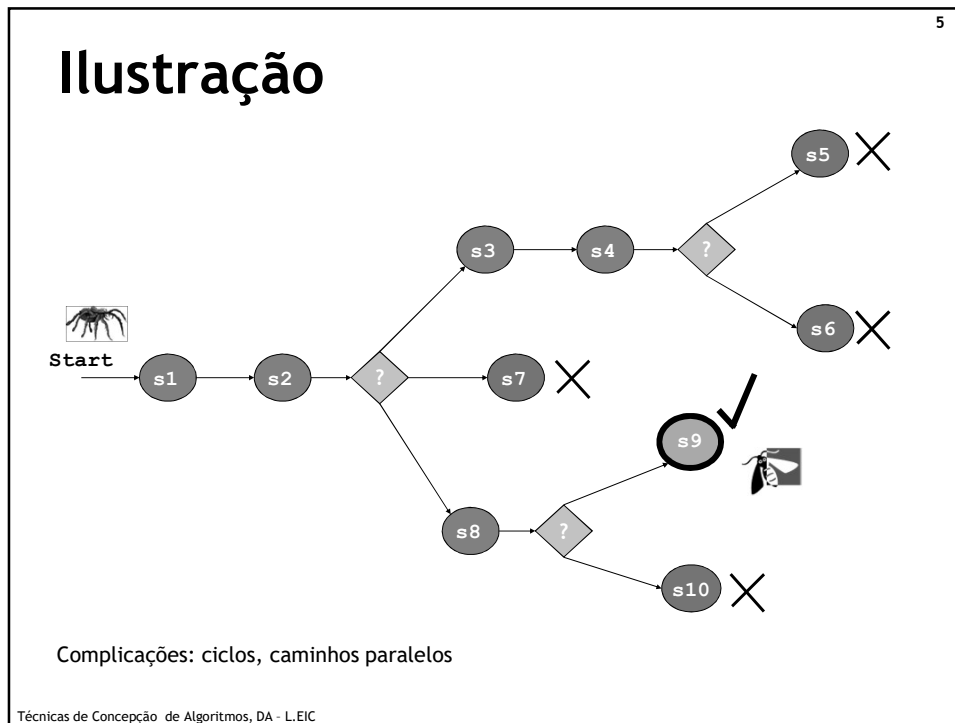 5
Ilustração
s5
s3
s4
?
s6
Start
s1
s2
?
s7
s9
s8
?
s10
Complicações: ciclos, caminhos paralelos
Técnicas de Concepção de Algoritmos, DA - L.EIC